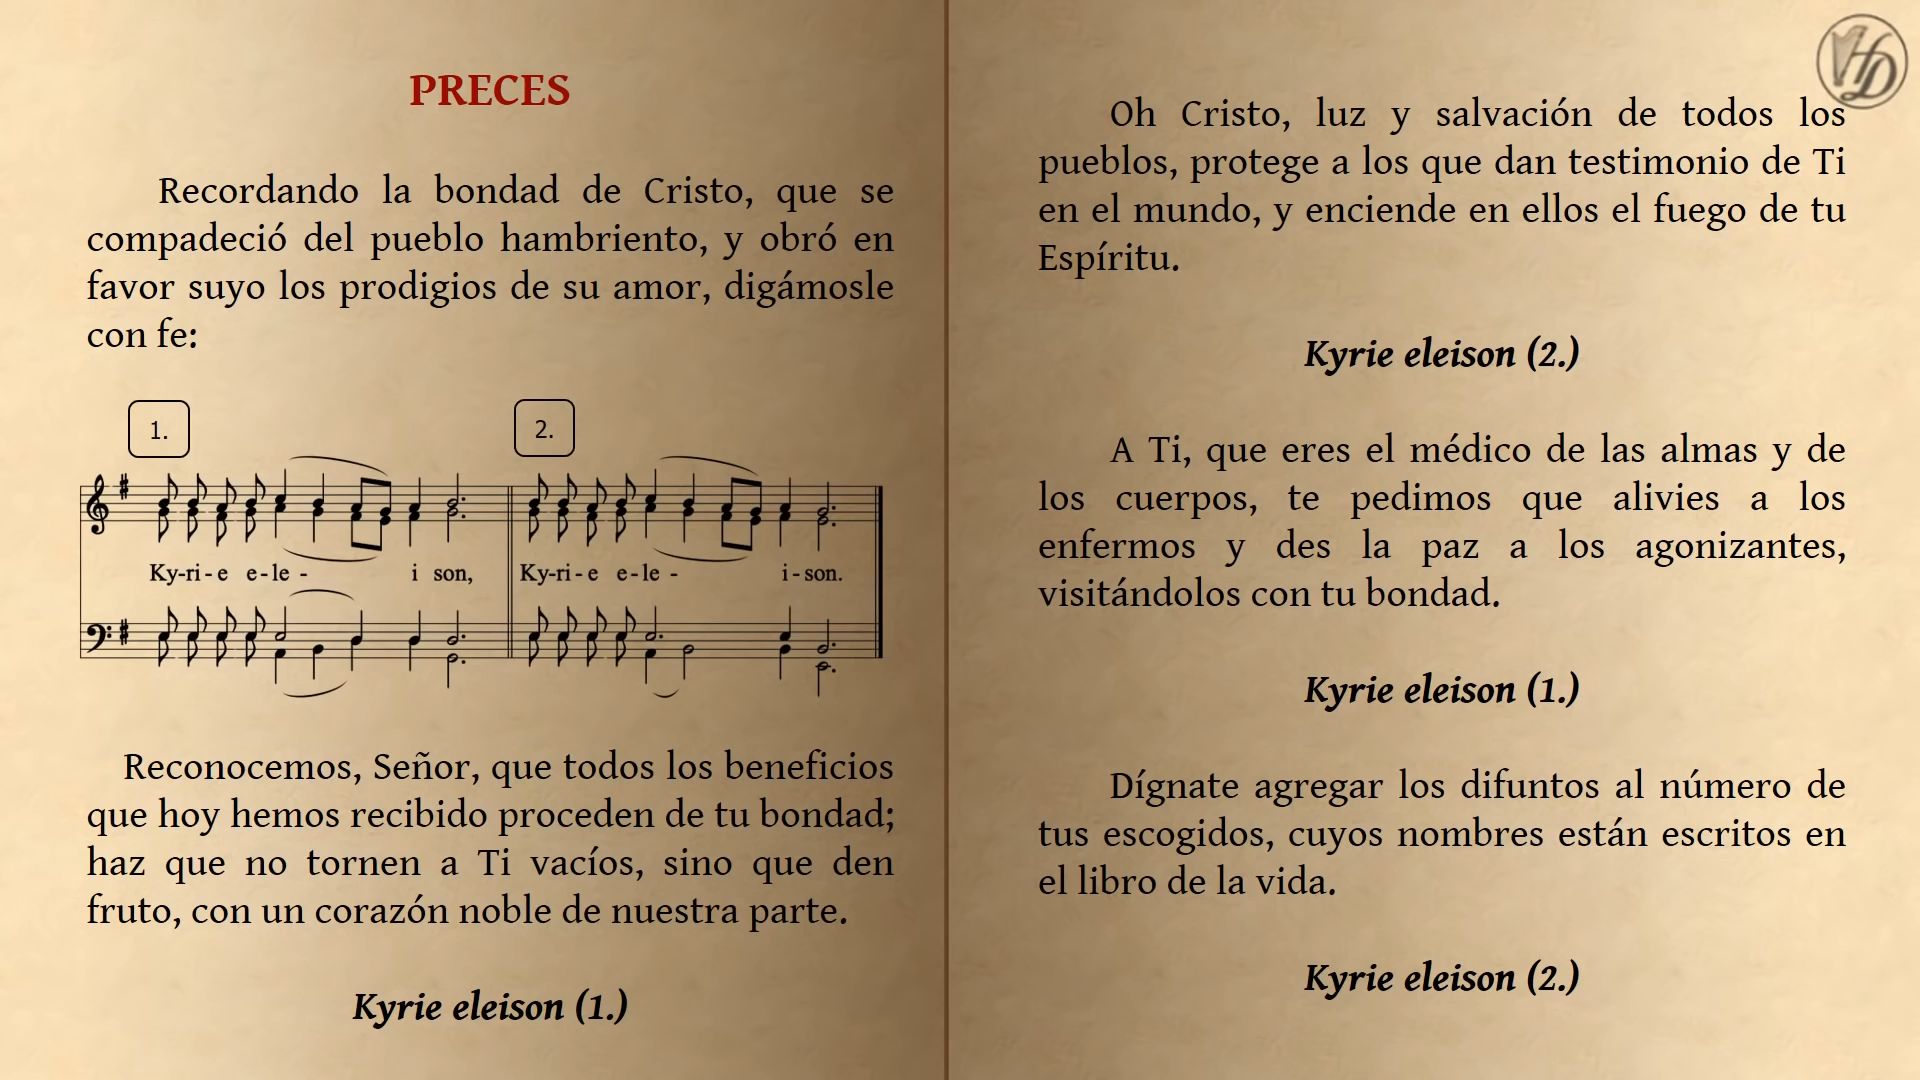 PRECES
Recordando la bondad de Cristo, que se
compadeció del pueblo hambriento, y obró en
favor suyo los prodigios de su amor, digámosle
con fe:
1. 2.
Ky-ri-e e-le - i son, Ky-ri-e e-le - i-son.
Reconocemos, Señor, que todos los beneficios
que hoy hemos recibido proceden de tu bondad;
haz que no tornen a Ti vacíos, sino que den
fruto, con un corazón noble de nuestra parte.
Kyrie eleison (1.)
HD
Oh Cristo, luz y salvación de todos los
pueblos, protege a los que dan testimonio de Ti
en el mundo, y enciende en ellos el fuego de tu
Espíritu.
Kyrie eleison (2.)
A Ti, que eres el médico de las almas y de
los cuerpos, te pedimos que alivies a los
enfermos y des la paz a los agonizantes,
visitándolos con tu bondad.
Kyrie eleison (1.)
Dígnate agregar los difuntos al número de
tus escogidos, cuyos nombres están escritos en
el libro de la vida.
Kyrie eleison (2.)